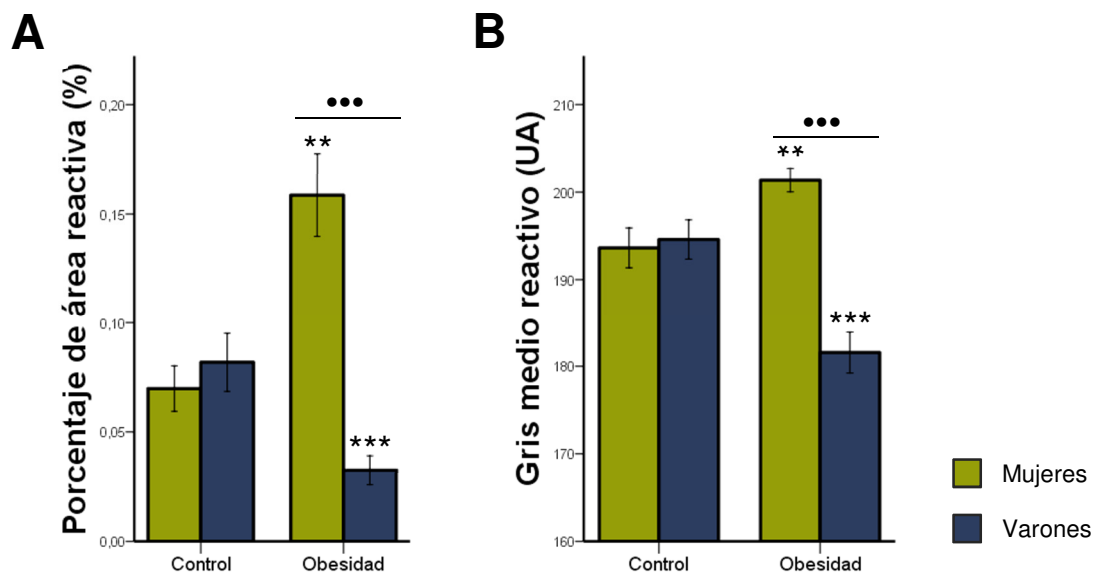 A
Porcentaje de área reactiva (%)
0,20
0,15
0,10
0,05
0,00
●●●
**
***
Control
Obesidad
B
Gris medio reactivo (UA)
210
200
190
180
170
160
●●●
**
***
Control
Obesidad
Mujeres
Varones